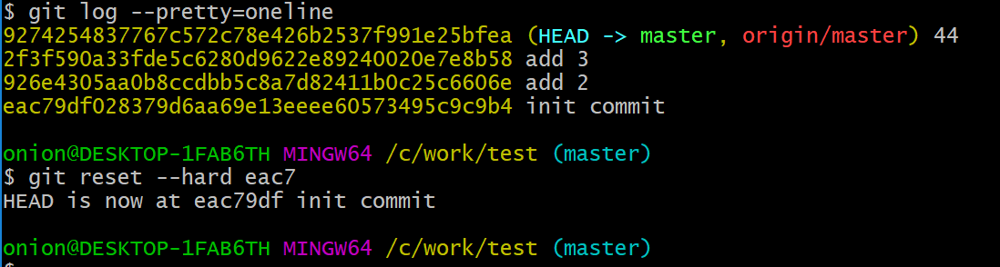 $ git log --pretty=oneline
9274254837767c572c78e426b2537f991e25bfea (HEAD -> master, origin/master) 44
2f3f590a33fde5c6280d9622e89240020e7e8b58 add 3
926e4305aa0b8ccdbb5c8a7d82411b0c25c6606e add 2
eac79df028379d6aa69e13eeee60573495c9c9b4 init commit
onion@DESKTOP-1FAB6TH MINGW64 /c/work/test (master)
$ git reset --hard eac7
HEAD is now at eac79df init commit
onion@DESKTOP-1FAB6TH MINGW64 /c/work/test (master)